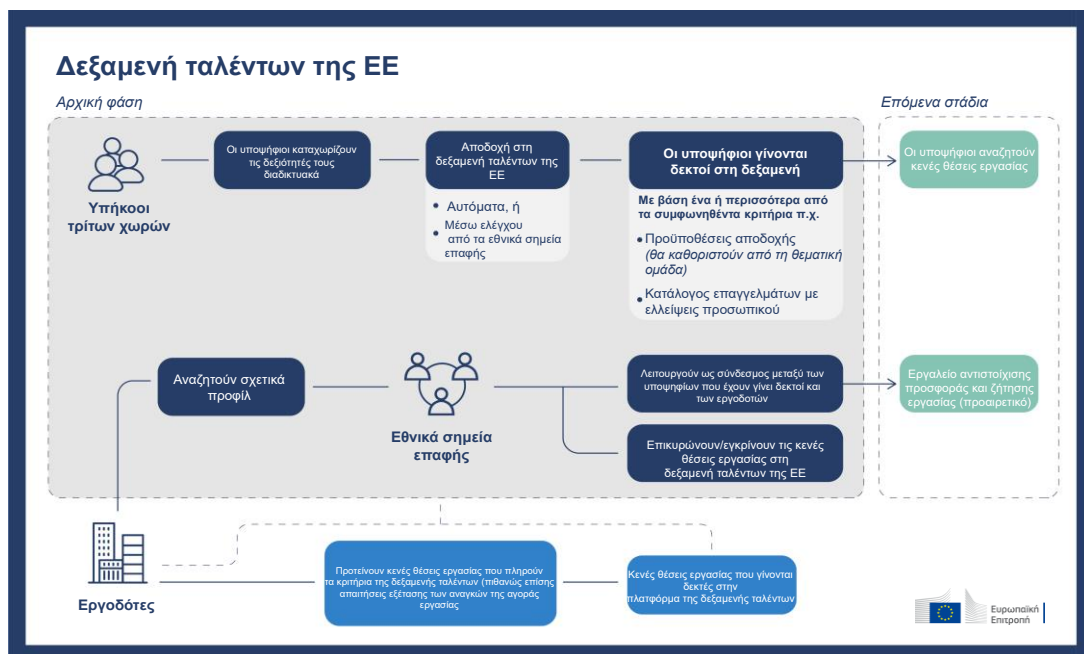 Δεξαμενή ταλέντων της ΕΕ
Αρχική φάση
Επόμενα στάδια
Υπήκοοι
τρίτων χωρών
Οι υποψήφιοι καταχωρίζουν
τις δεξιότητές τους
διαδικτυακά
Αποδοχή στη
δεξαμενή ταλέντων της
ΕΕ
• Αυτόματα, ή
• Μέσω ελέγχου
από τα εθνικά σημεία
επαφής
Οι υποψήφιοι γίνονται
δεκτοί στη δεξαμενή
Με βάση ένα ή περισσότερα από
τα συμφωνηθέντα κριτήρια π.χ.
• Προϋποθέσεις αποδοχής
(θα καθοριστούν από τη θεματική
ομάδα)
• Κατάλογος επαγγελμάτων με
ελλείψεις προσωπικού
Οι υποψήφιοι αναζητούν
κενές θέσεις εργασίας
Αναζητούν σχετικά
προφίλ
Εθνικά σημεία
επαφής
Λειτουργούν ως σύνδεσμος μεταξύ των
υποψηφίων που έχουν γίνει δεκτοί και
των εργοδοτών
Επικυρώνουν/εγκρίνουν τις κενές
θέσεις εργασίας στη
δεξαμενή ταλέντων της ΕΕ
Εργαλείο αντιστοίχισης
προσφοράς και ζήτησης
εργασίας (προαιρετικό)
Εργοδότες
Προτείνουν κενές θέσεις εργασίας που πληρούν
τα κριτήρια της δεξαμενής ταλέντων (πιθανώς επίσης
απαιτήσεις εξέτασης των αναγκών της αγοράς
εργασίας
Κενές θέσεις εργασίας που γίνονται
δεκτές στην
πλατφόρμα της δεξαμενής ταλέντων
Ευρωπαϊκή
Επιτροπή